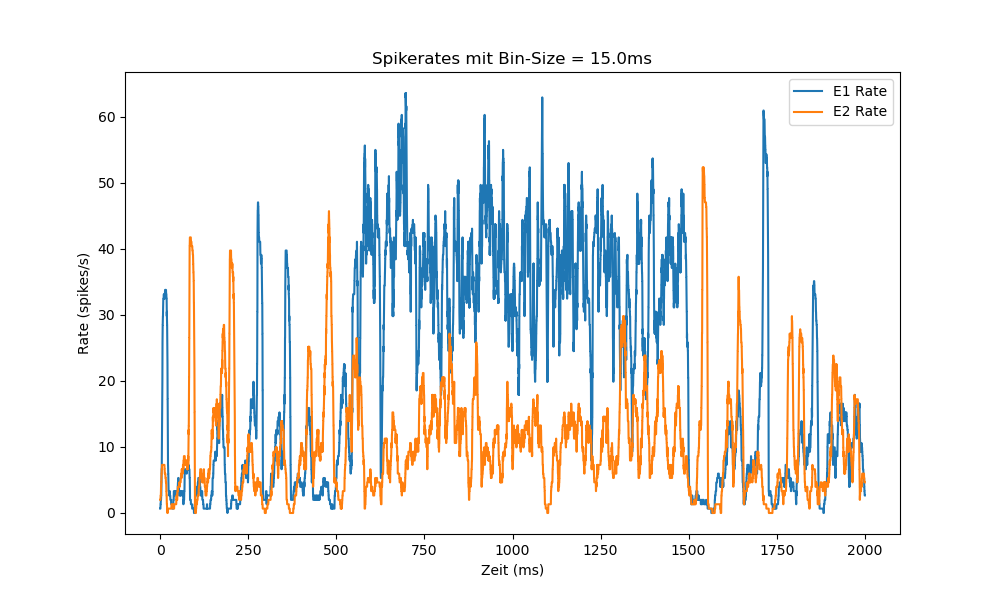 Spikerates mit Bin-Size = 15.0ms
E1 Rate
E2 Rate
60
50
40
30
20
10
0
Rate (spikes/s)
0 250 500 750 1000 1250 1500 1750 2000
Zeit (ms)